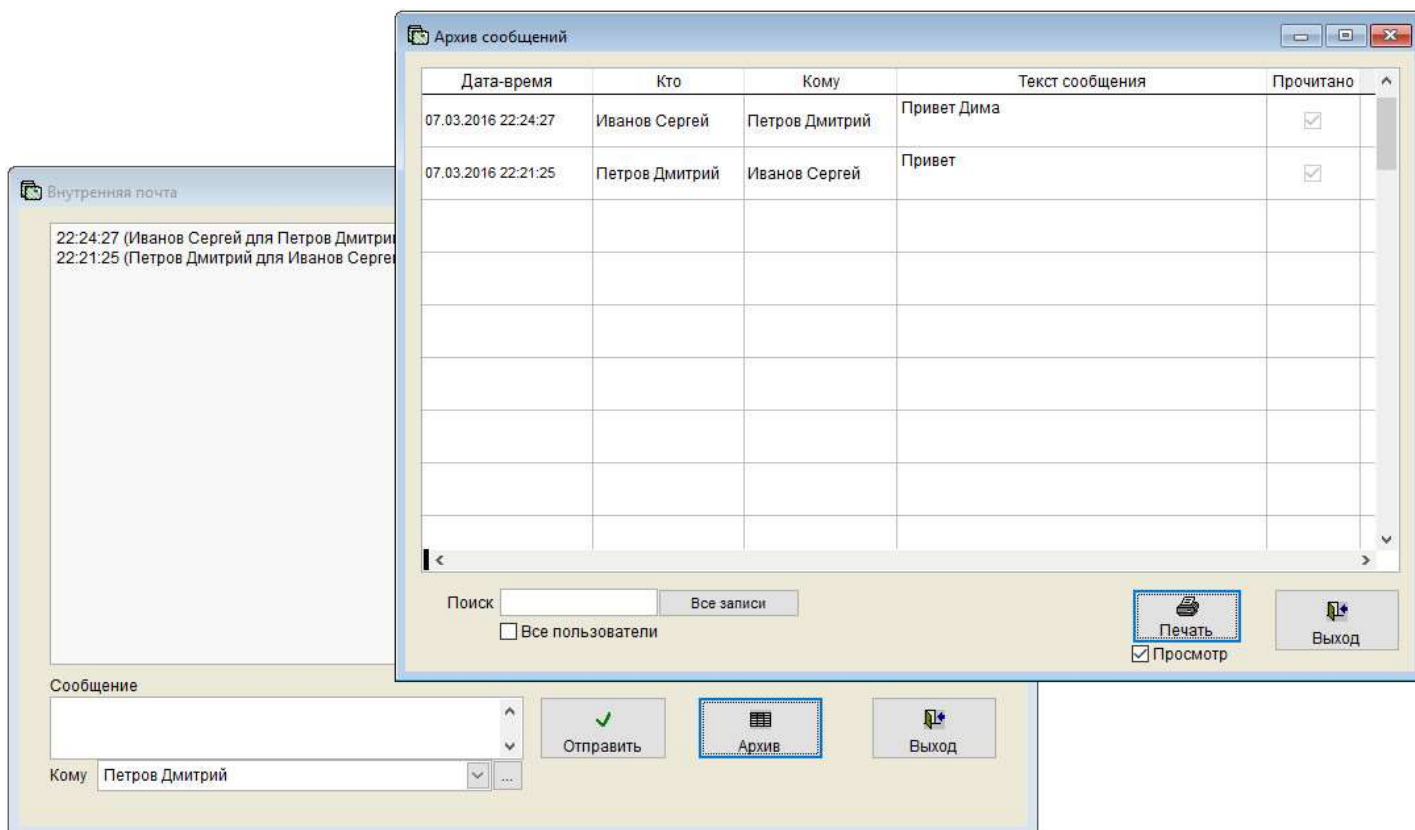 Архив сообщений
Дата-время Кто Кому Текст сообщения Прочитано
07.03.2016 22:24:27 Иванов Сергей Петров Дмитрий Привет Дима
07.03.2016 22:21:25 Петров Дмитрий Иванов Сергей Привет
Поиск Все записи
Все пользователи
Печать
Просмотр
Выход
Внутренняя почта
22:24:27 (Иванов Сергей для Петров Дмитри
22:21:25 (Петров Дмитрий для Иванов Серге
Сообщение
Отправить Архив Выход
Кому Петров Дмитрий ...